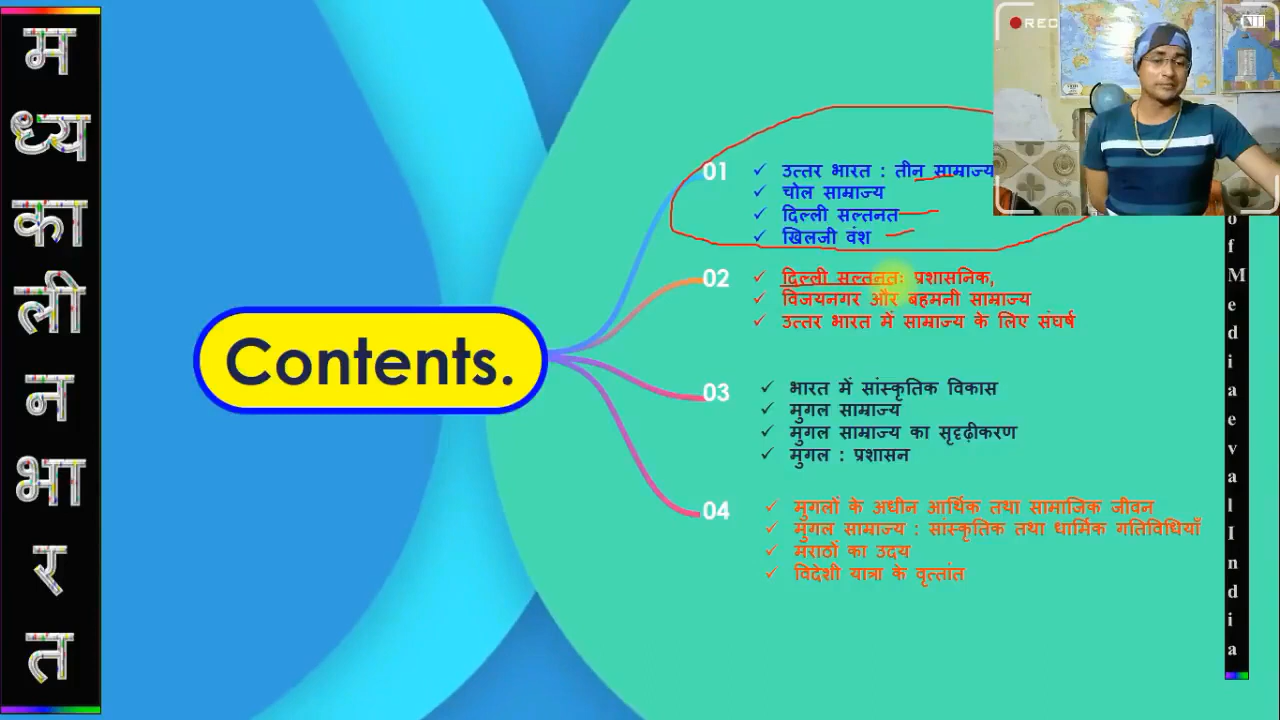 मध्यकालीन भारत
REC
Contents.
01
उत्तर भारत : तीन साम्राज्य
चोल साम्राज्य
दिल्ली सल्तनत
खिलजी वंश
02
दिल्ली सल्तनतः प्रशासनिक,
विजयनगर और बहमनी साम्राज्य
उत्तर भारत में साम्राज्य के लिए संघर्ष
03
भारत में सांस्कृतिक विकास
मुगल साम्राज्य
मुगल साम्राज्य का सृदृढ़ीकरण
मुगल : प्रशासन
04
मुगलों के अधीन आर्थिक तथा सामाजिक जीवन
मुगल साम्राज्य : सांस्कृतिक तथा धार्मिक गतिविधियाँ
मराठों का उदय
विदेशी यात्रा के वृत्तांत
of Mediaeval India